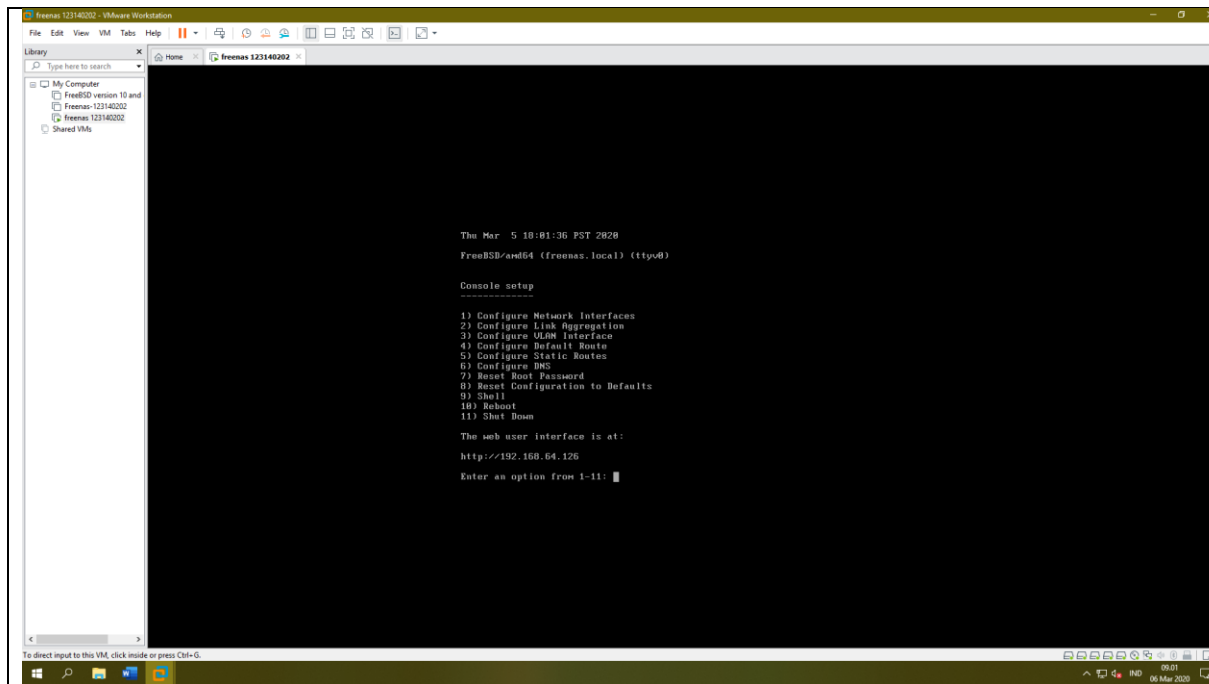 freenas 123140202 - VMware Workstation
File Edit View VM Tabs Help
Library
Home
freenas 123140202
Type here to search
My Computer
FreeBSD version 10 and
Freenas-123140202
freenas 123140202
Shared VMs
Thu Mar  5 18:01:36 PST 2020
FreeBSD/amd64 (freenas.local) (ttyv0)
Console setup
-------------
1) Configure Network Interfaces
2) Configure Link Aggregation
3) Configure VLAN Interface
4) Configure Default Route
5) Configure Static Routes
6) Configure DNS
7) Reset Root Password
8) Reset Configuration to Defaults
9) Shell
10) Reboot
11) Shut Down
The web user interface is at:
http://192.168.64.126
Enter an option from 1-11:
To direct input to this VM, click inside or press Ctrl+G.
IND
09.01
06 Mar 2020